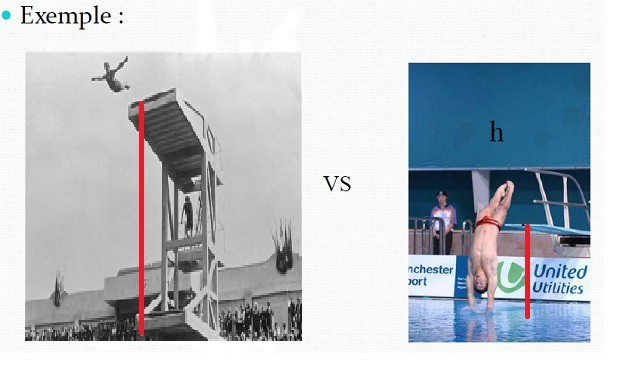 Exemple :
VS
h
nchester
port
United
Utilities